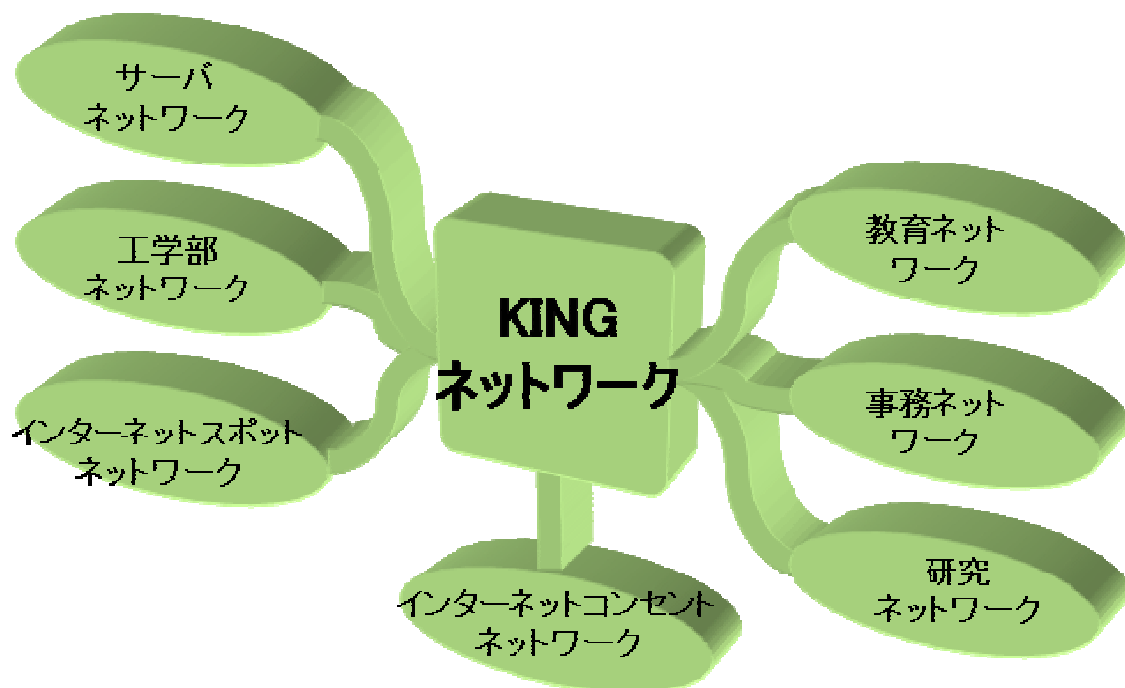 サーバ
ネットワーク
工学部
ネットワーク
インターネットスポット
ネットワーク
KING
ネットワーク
教育ネット
ワーク
事務ネット
ワーク
研究
ネットワーク
インターネットコンセント
ネットワーク